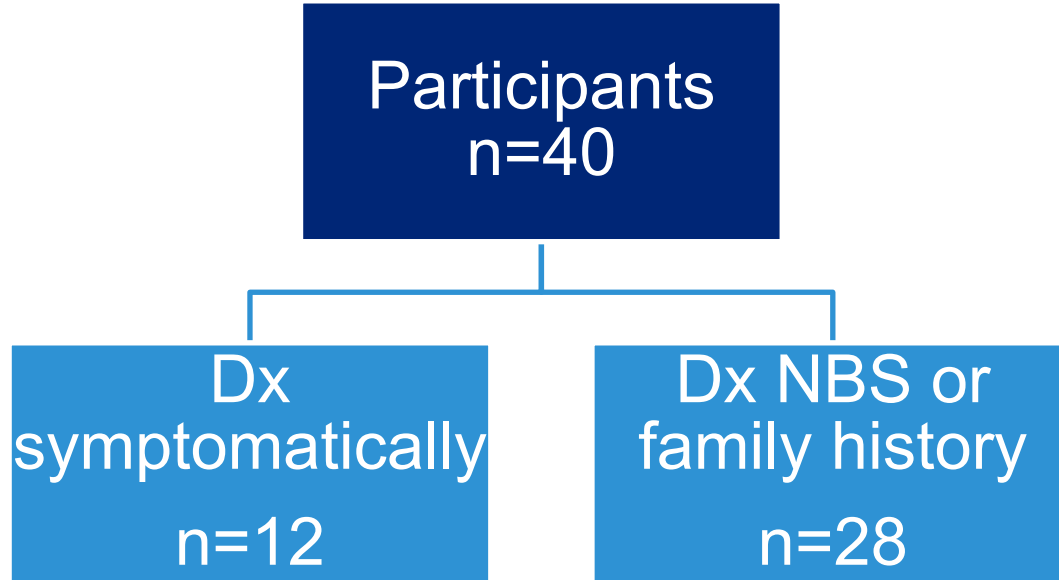 Participants
n=40
Dx
symptomatically
n=12
Dx NBS or
family history
n=28